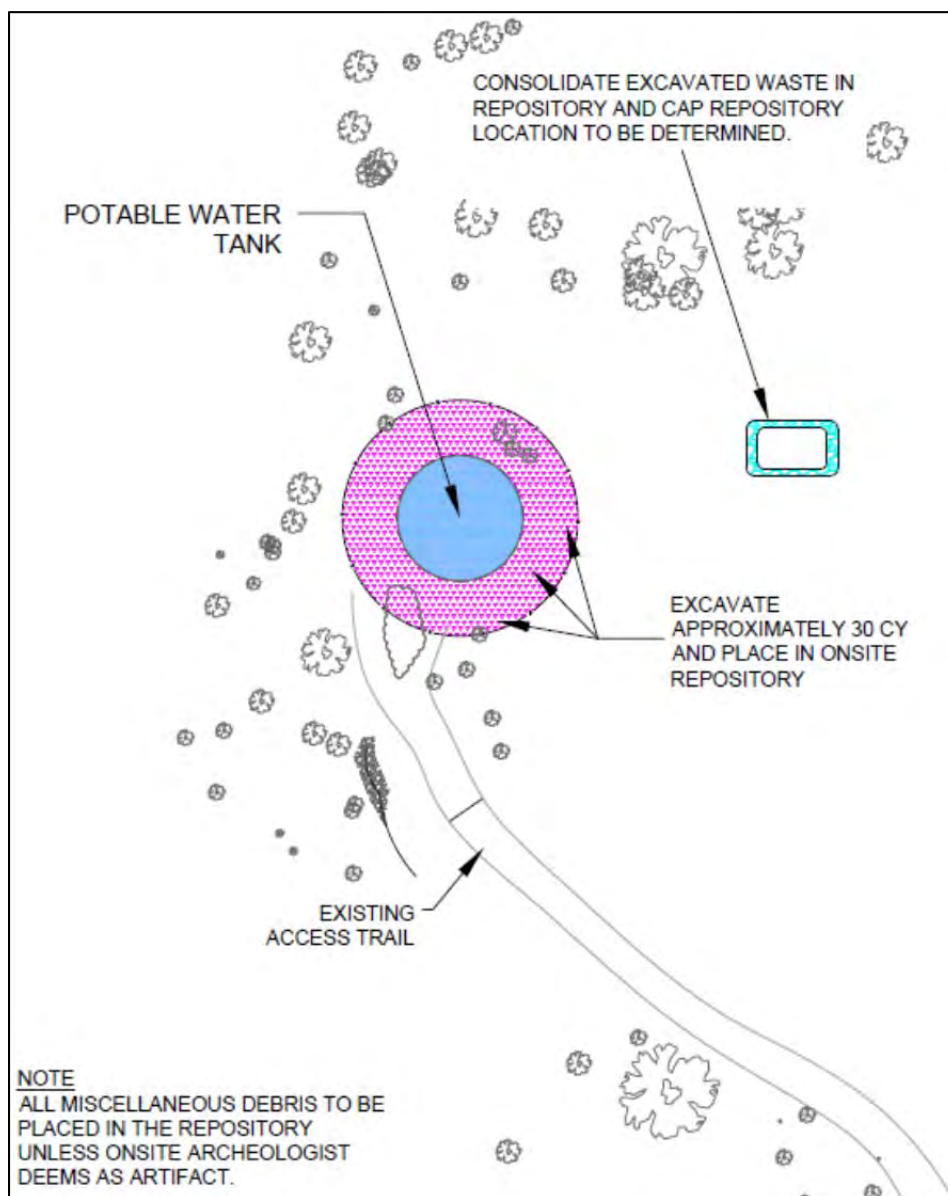 CONSOLIDATE EXCAVATED WASTE IN
REPOSITORY AND CAP REPOSITORY
LOCATION TO BE DETERMINED.
POTABLE WATER
TANK
EXCAVATE
APPROXIMATELY 30 CY
AND PLACE IN ONSITE
REPOSITORY
EXISTING
ACCESS TRAIL
NOTE
ALL MISCELLANEOUS DEBRIS TO BE
PLACED IN THE REPOSITORY
UNLESS ONSITE ARCHEOLOGIST
DEEMS AS ARTIFACT.